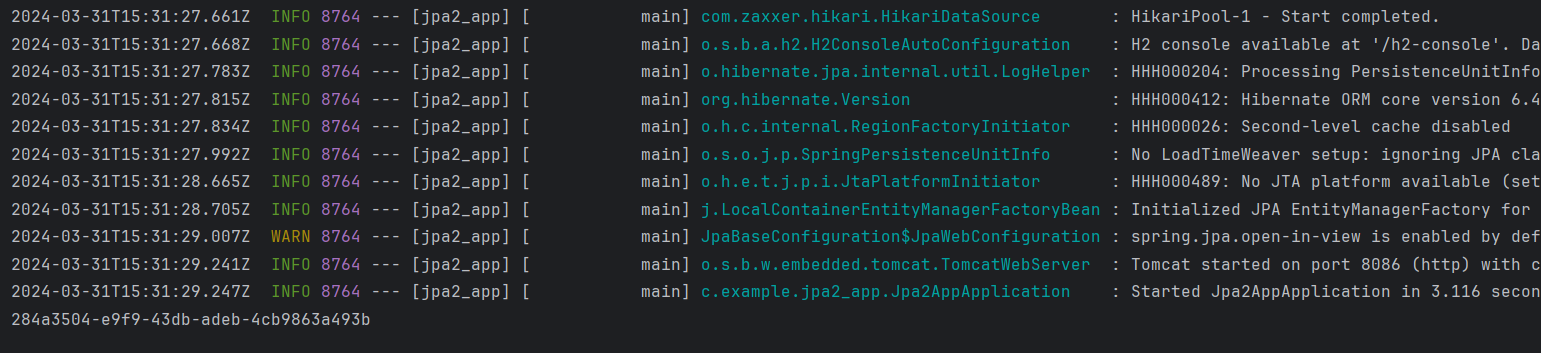 2024-03-31T15:31:27.661Z  INFO 8764 --- [jpa2_app] [           main] com.zaxxer.hikari.HikariDataSource       : HikariPool-1 - Start completed.
2024-03-31T15:31:27.668Z  INFO 8764 --- [jpa2_app] [           main] o.s.b.a.h2.H2ConsoleAutoConfiguration    : H2 console available at '/h2-console'. Da
2024-03-31T15:31:27.783Z  INFO 8764 --- [jpa2_app] [           main] o.hibernate.jpa.internal.util.LogHelper  : HHH000204: Processing PersistenceUnitInfo
2024-03-31T15:31:27.815Z  INFO 8764 --- [jpa2_app] [           main] org.hibernate.Version                    : HHH000412: Hibernate ORM core version 6.4
2024-03-31T15:31:27.834Z  INFO 8764 --- [jpa2_app] [           main] o.h.c.internal.RegionFactoryInitiator    : HHH000026: Second-level cache disabled
2024-03-31T15:31:27.992Z  INFO 8764 --- [jpa2_app] [           main] o.s.o.j.p.SpringPersistenceUnitInfo      : No LoadTimeWeaver setup: ignoring JPA cla
2024-03-31T15:31:28.665Z  INFO 8764 --- [jpa2_app] [           main] o.h.e.t.j.p.i.JtaPlatformInitiator       : HHH000489: No JTA platform available (set
2024-03-31T15:31:28.705Z  INFO 8764 --- [jpa2_app] [           main] j.LocalContainerEntityManagerFactoryBean : Initialized JPA EntityManagerFactory for
2024-03-31T15:31:29.007Z  WARN 8764 --- [jpa2_app] [           main] JpaBaseConfiguration$JpaWebConfiguration : spring.jpa.open-in-view is enabled by def
2024-03-31T15:31:29.241Z  INFO 8764 --- [jpa2_app] [           main] o.s.b.w.embedded.tomcat.TomcatWebServer  : Tomcat started on port 8086 (http) with c
2024-03-31T15:31:29.247Z  INFO 8764 --- [jpa2_app] [           main] c.example.jpa2_app.Jpa2AppApplication    : Started Jpa2AppApplication in 3.116 secon
284a3504-e9f9-43db-adeb-4cb9863a493b